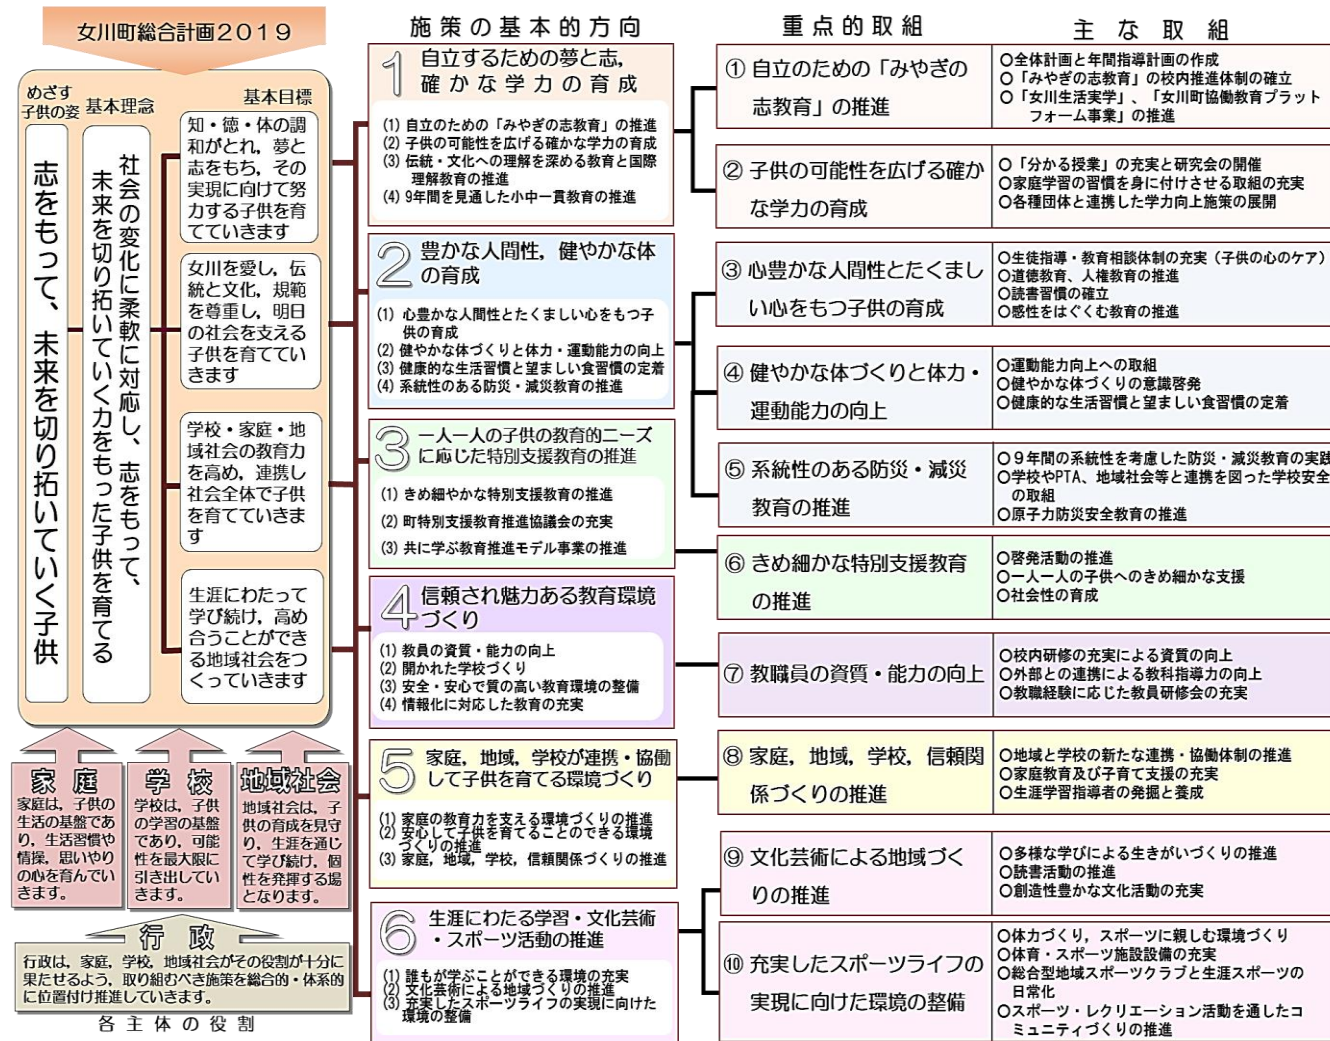 女川町総合計画２０１９
めざす
子供の姿
基本理念
基本目標
志をもって、未来を切り拓いていく子供
社会の変化に柔軟に対応し、志をもって、
未来を切り拓いていく力をもった子供を育てる
知・徳・体の調
和がとれ，夢と
志をもち，その
実現に向けて努
力する子供を育
てていきます
女川を愛し，伝
統と文化，規範
を尊重し，明日
の社会を支える
子供を育ててい
きます
学校・家庭・地
域社会の教育力
を高め，連携し
社会全体で子供
を育てていきま
す
生涯にわたって
学び続け，高め
合うことができ
る地域社会をつ
くっていきます
家庭
家庭は，子供の
生活の基盤であ
り，生活習慣や
情操，思いやり
の心を育んでい
きます。
学校
学校は，子供
の学習の基盤
であり，可能
性を最大限に
引き出してい
きます。
地域社会
地域社会は，子
供の育成を見守
り，生涯を通じ
て学び続け，個
性を発揮する場
となります。
行政
行政は，家庭，学校，地域社会がその役割が十分に
果たせるよう，取り組むべき施策を総合的・体系的
に位置付け推進していきます。
各主体の役割
施策の基本的方向
1 自立するための夢と志，
確かな学力の育成
(1) 自立のための「みやぎの志教育」の推進
(2) 子供の可能性を広げる確かな学力の育成
(3) 伝統・文化への理解を深める教育と国際
理解教育の推進
(4) 9年間を見通した小中一貫教育の推進
2 豊かな人間性，健やかな体
の育成
(1) 心豊かな人間性とたくましい心をもつ子
供の育成
(2) 健やかな体づくりと体力・運動能力の向上
(3) 健康的な生活習慣と望ましい食習慣の定着
(4) 系統性のある防災・減災教育の推進
3 一人一人の子供の教育的ニーズ
に応じた特別支援教育の推進
(1) きめ細やかな特別支援教育の推進
(2) 町特別支援教育推進協議会の充実
(3) 共に学ぶ教育推進モデル事業の推進
4 信頼され魅力ある教育環境
づくり
(1) 教員の資質・能力の向上
(2) 開かれた学校づくり
(3) 安全・安心で質の高い教育環境の整備
(4) 情報化に対応した教育の充実
5 家庭，地域，学校が連携・協働
して子供を育てる環境づくり
(1) 家庭の教育力を支える環境づくりの推進
(2) 安心して子供を育てることのできる環境
づくりの推進
(3) 家庭，地域，学校，信頼関係づくりの推進
6 生涯にわたる学習・文化芸術
・スポーツ活動の推進
(1) 誰もが学ぶことができる環境の充実
(2) 文化芸術による地域づくりの推進
(3) 充実したスポーツライフの実現に向けた
環境の整備
重点的取組
主な取組
① 自立のための「みやぎの
志教育」の推進
○全体計画と年間指導計画の作成
○「みやぎの志教育」の校内推進体制の確立
○「女川生活実学」、「女川町協働教育プラット
フォーム事業」の推進
② 子供の可能性を広げる確か
な学力の育成
○「分かる授業」の充実と研究会の開催
○家庭学習の習慣を身に付けさせる取組の充実
○各種団体と連携した学力向上施策の展開
③ 心豊かな人間性とたくまし
い心をもつ子供の育成
○生徒指導・教育相談体制の充実（子供の心のケア）
○道徳教育、人権教育の推進
○読書習慣の確立
○感性をはぐくむ教育の推進
④ 健やかな体づくりと体力・
運動能力の向上
○運動能力向上への取組
○健やかな体づくりの意識啓発
○健康的な生活習慣と望ましい食習慣の定着
⑤ 系統性のある防災・減災
教育の推進
○９年間の系統性を考慮した防災・減災教育の実践
○学校やPTA、地域社会等と連携を図った学校安全
の取組
○原子力防災安全教育の推進
⑥ きめ細かな特別支援教育
の推進
○啓発活動の推進
○一人一人の子供へのきめ細かな支援
○社会性の育成
⑦ 教職員の資質・能力の向上
○校内研修の充実による資質の向上
○外部との連携による教科指導力の向上
○教職経験に応じた教員研修会の充実
⑧ 家庭，地域，学校，信頼関
係づくりの推進
○地域と学校の新たな連携・協働体制の推進
○家庭教育及び子育て支援の充実
○生涯学習指導者の発掘と養成
⑨ 文化芸術による地域づく
りの推進
○多様な学びによる生きがいづくりの推進
○読書活動の推進
○創造性豊かな文化活動の充実
⑩ 充実したスポーツライフの
実現に向けた環境の整備
○体力づくり，スポーツに親しむ環境づくり
○体育・スポーツ施設設備の充実
○総合型地域スポーツクラブと生涯スポーツの
日常化
○スポーツ・レクリエーション活動を通したコ
ミュニティづくりの推進